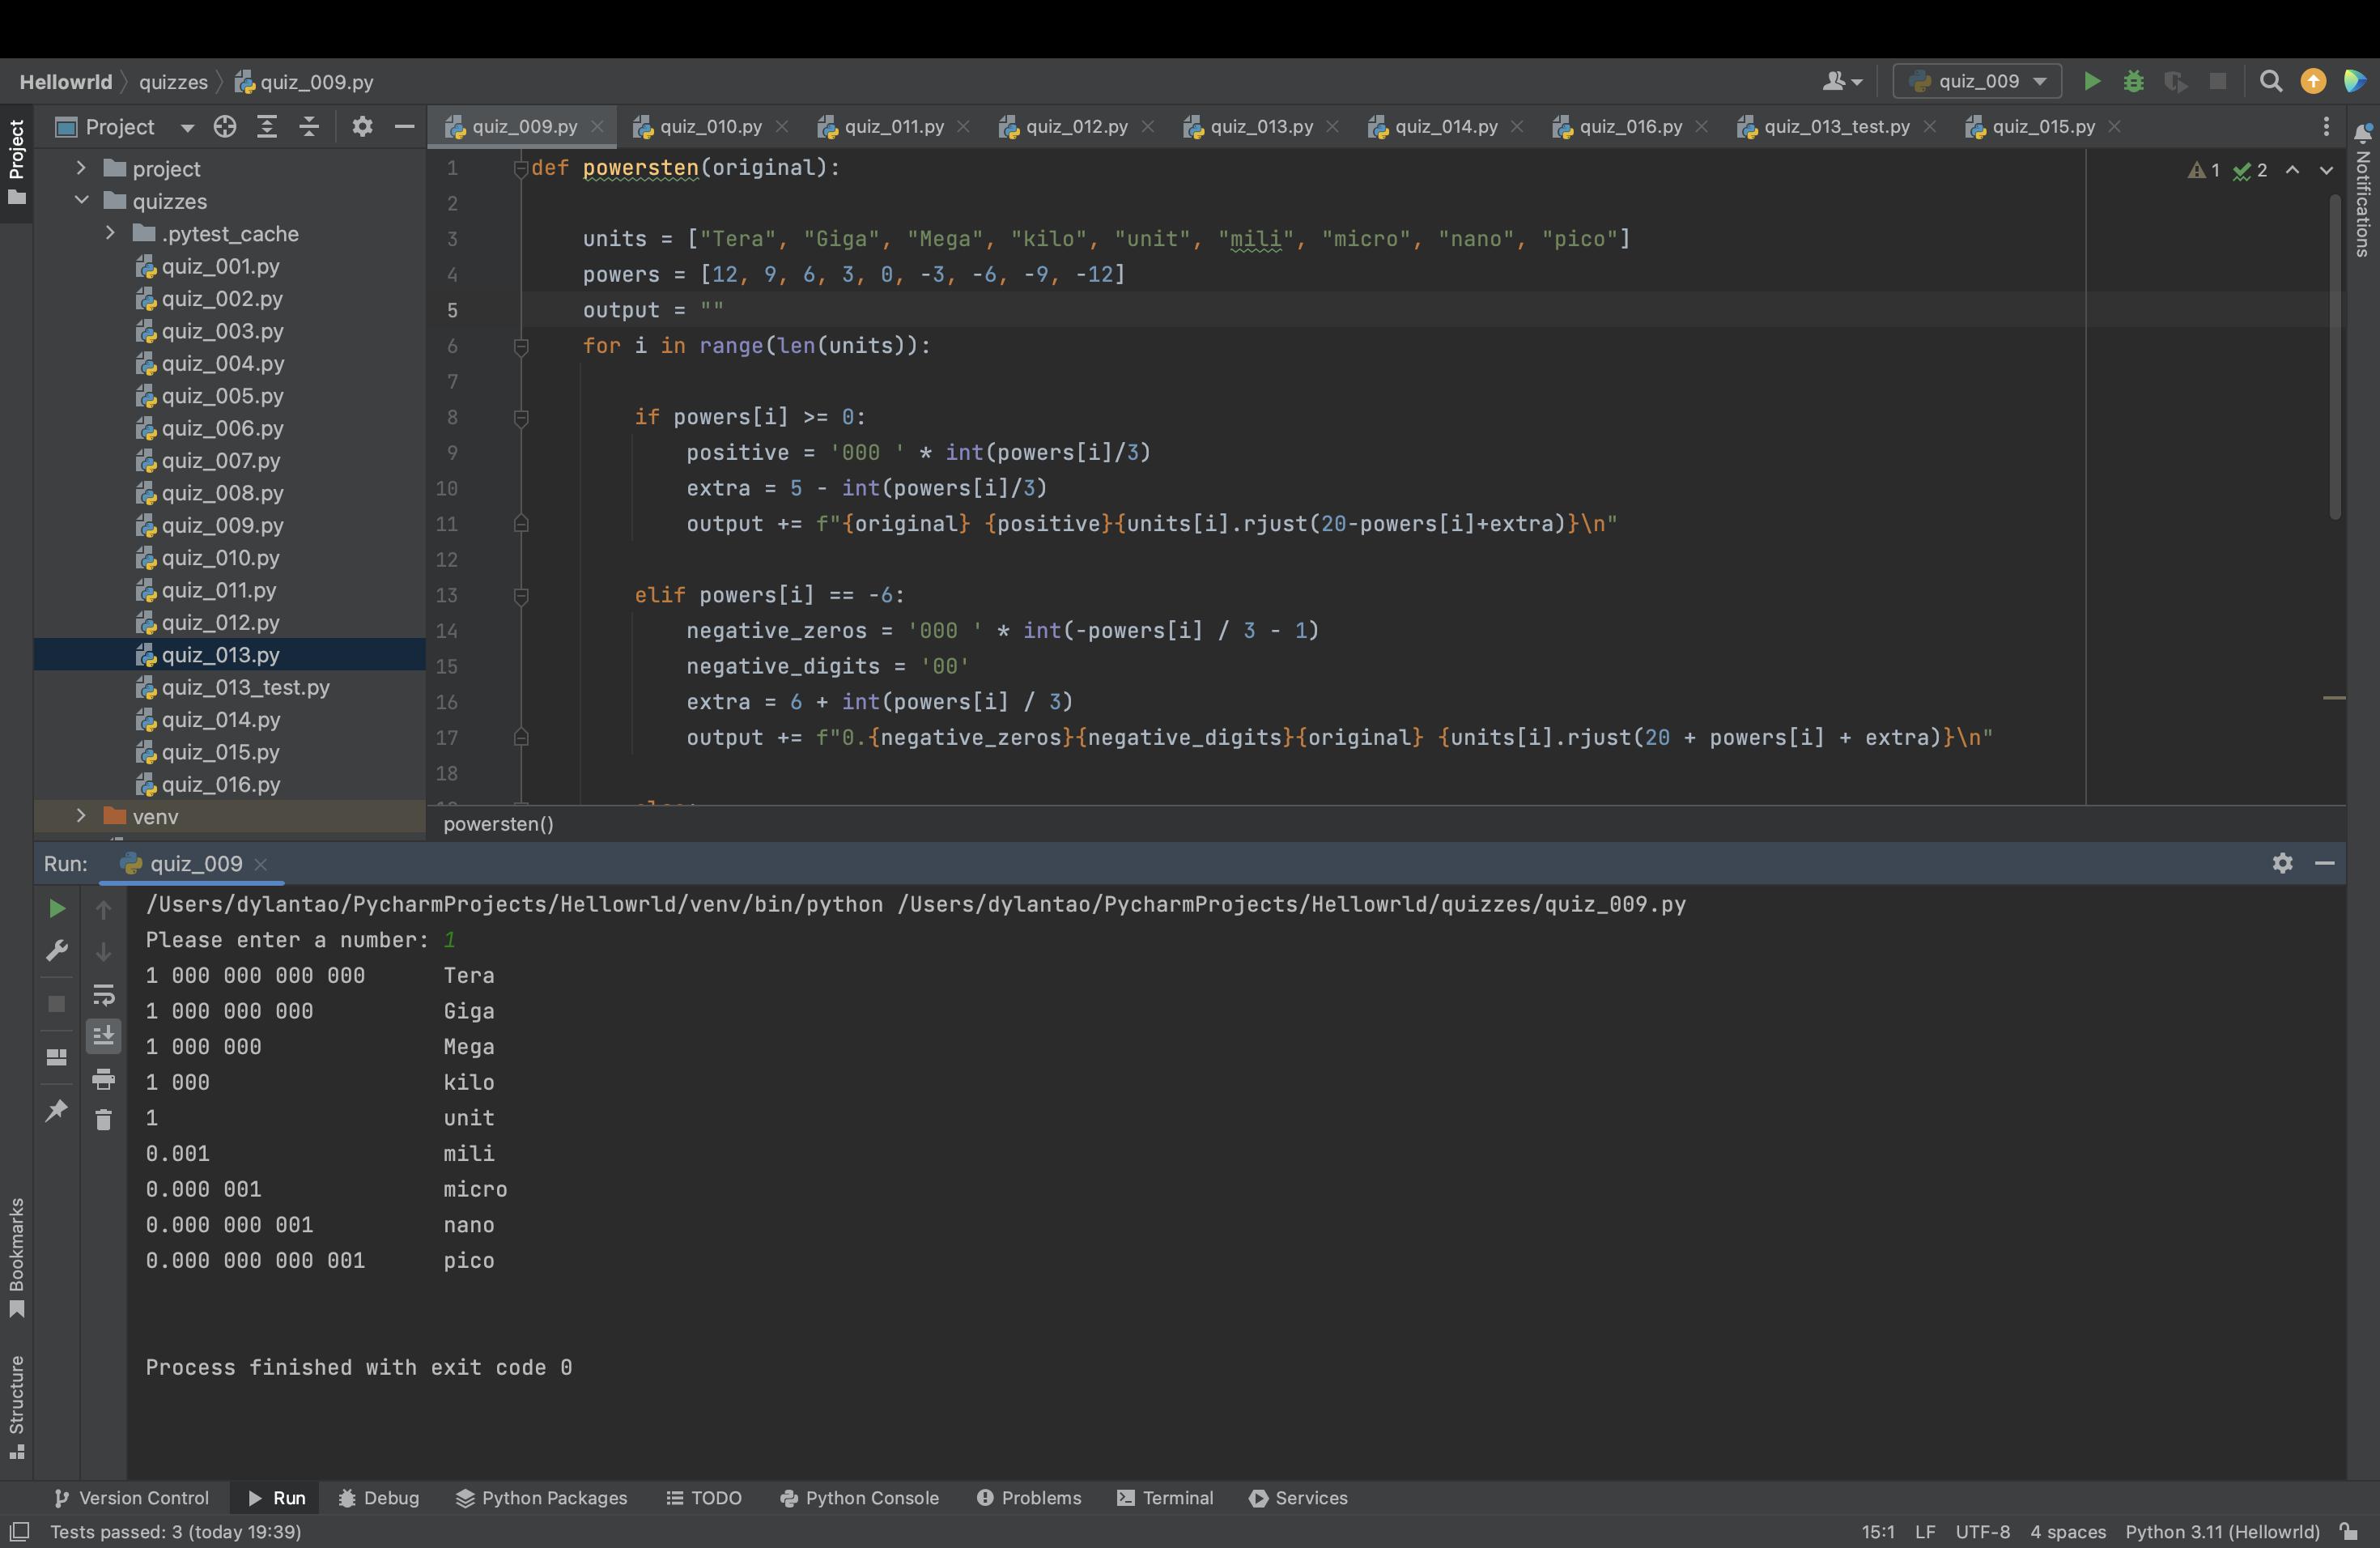 Hellowrld quizzes quiz_009.py quiz_009
Project quiz_009.py quiz_010.py quiz_011.py quiz_012.py quiz_013.py quiz_014.py quiz_016.py quiz_013_test.py quiz_015.py
Project
Notifications
project
quizzes
.pytest_cache
quiz_001.py
quiz_002.py
quiz_003.py
quiz_004.py
quiz_005.py
quiz_006.py
quiz_007.py
quiz_008.py
quiz_009.py
quiz_010.py
quiz_011.py
quiz_012.py
quiz_013.py
quiz_013_test.py
quiz_014.py
quiz_015.py
quiz_016.py
venv
1 2
1 def powersten(original):
2
3 units = ["Tera", "Giga", "Mega", "kilo", "unit", "mili", "micro", "nano", "pico"]
4 powers = [12, 9, 6, 3, 0, -3, -6, -9, -12]
5 output = ""
6 for i in range(len(units)):
7
8 if powers[i] >= 0:
9 positive = '000 ' * int(powers[i]/3)
10 extra = 5 - int(powers[i]/3)
11 output += f"{original} {positive}{units[i].rjust(20-powers[i]+extra)}\n"
12
13 elif powers[i] == -6:
14 negative_zeros = '000 ' * int(-powers[i] / 3 - 1)
15 negative_digits = '00'
16 extra = 6 + int(powers[i] / 3)
17 output += f"0.{negative_zeros}{negative_digits}{original} {units[i].rjust(20 + powers[i] + extra)}\n"
18
powersten()
Run: quiz_009
/Users/dylantao/PycharmProjects/Hellowrld/venv/bin/python /Users/dylantao/PycharmProjects/Hellowrld/quizzes/quiz_009.py
Please enter a number: 1
1 000 000 000 000 Tera
1 000 000 000 Giga
1 000 000 Mega
1 000 kilo
1 unit
0.001 mili
0.000 001 micro
0.000 000 001 nano
0.000 000 000 001 pico
Process finished with exit code 0
Bookmarks
Structure
Version Control Run Debug Python Packages TODO Python Console Problems Terminal Services
Tests passed: 3 (today 19:39) 15:1 LF UTF-8 4 spaces Python 3.11 (Hellowrld)